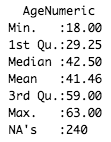 AgeNumeric
Min.   :18.00
1st Qu.:29.25
Median :42.50
Mean   :41.46
3rd Qu.:59.00
Max.   :63.00
NA's   :240